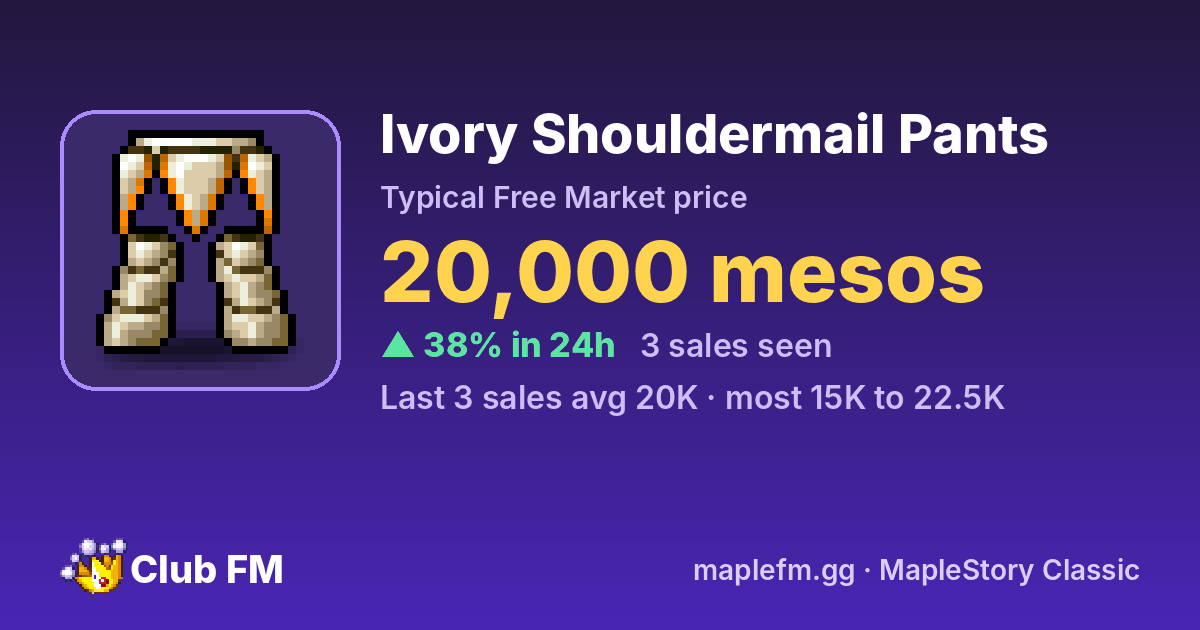 Ivory Shouldermail Pants
Typical Free Market price
20,000 mesos
▲ 38% in 24h 3 sales seen
Last 3 sales avg 20K · most 15K to 22.5K
Club FM
maplefm.gg · MapleStory Classic